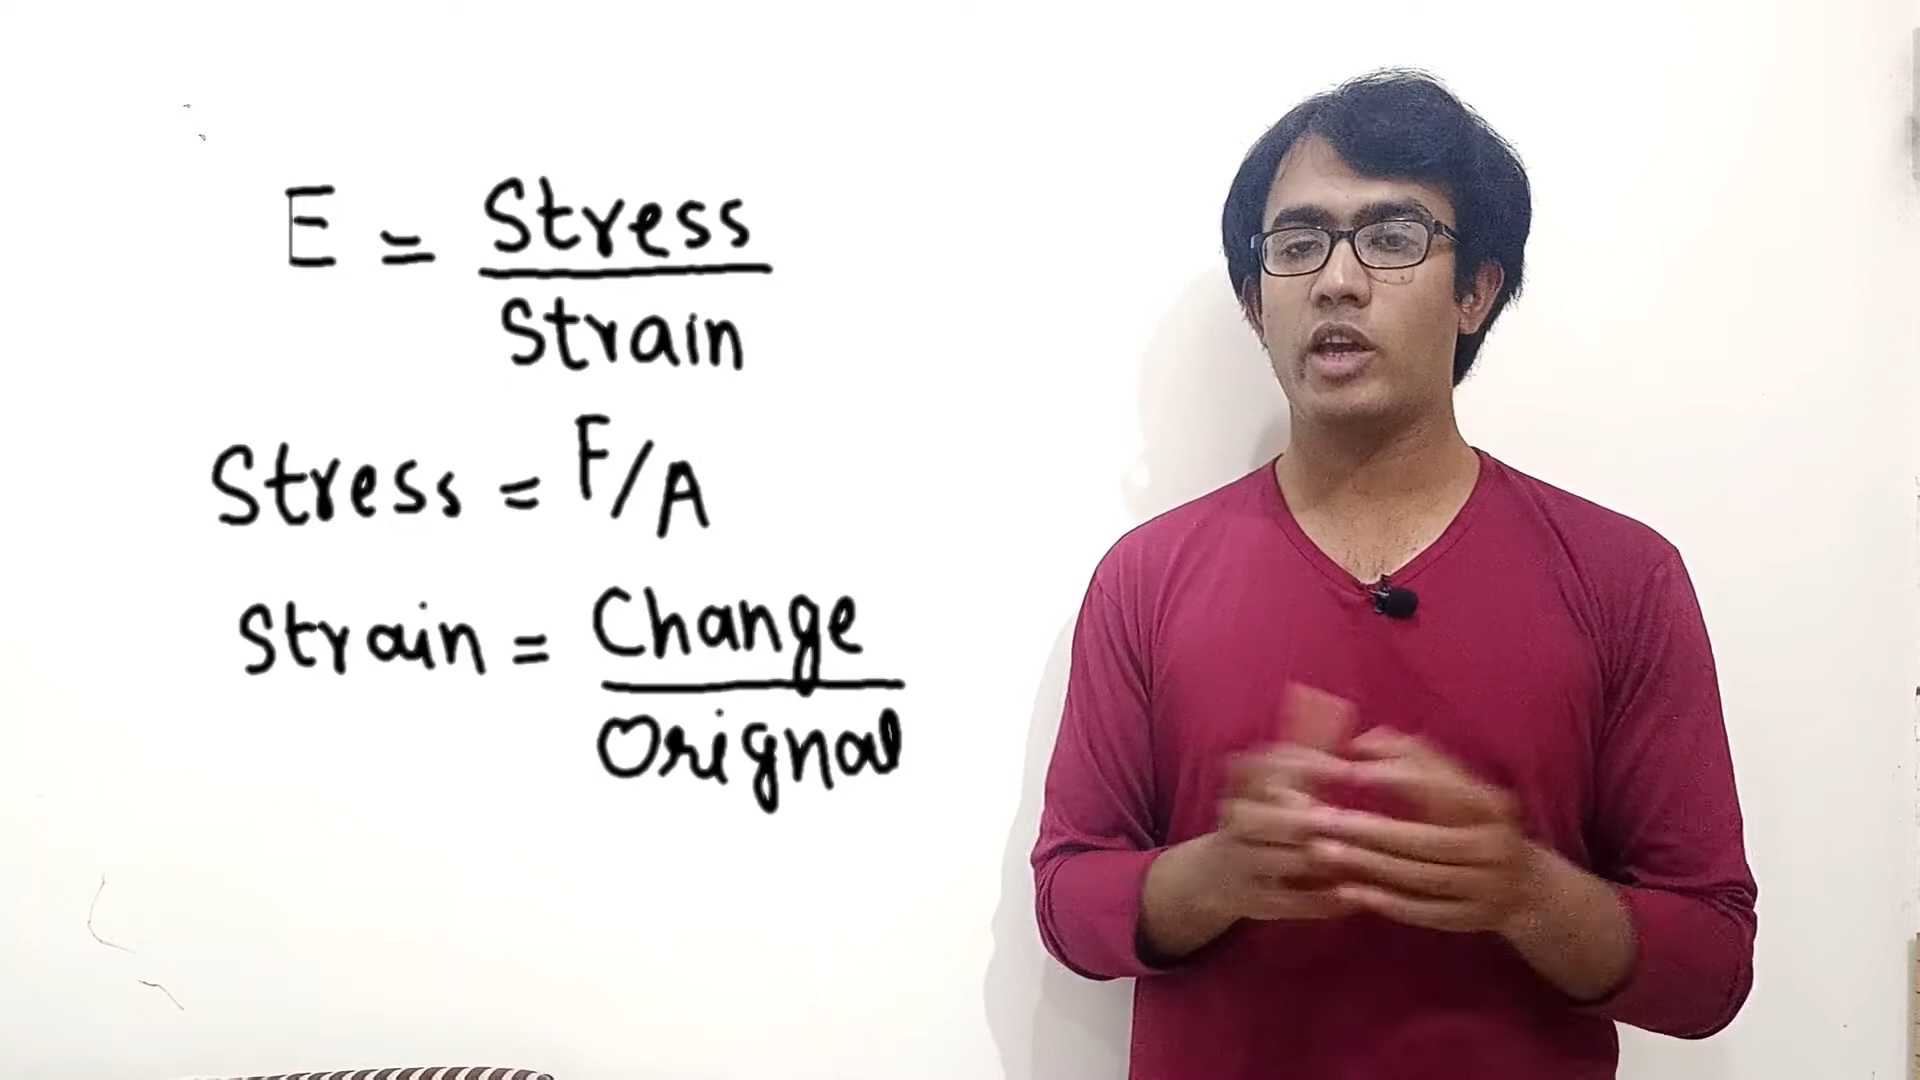 E = Stress
Strain
Stress = F/A
Strain = Change
Orignal